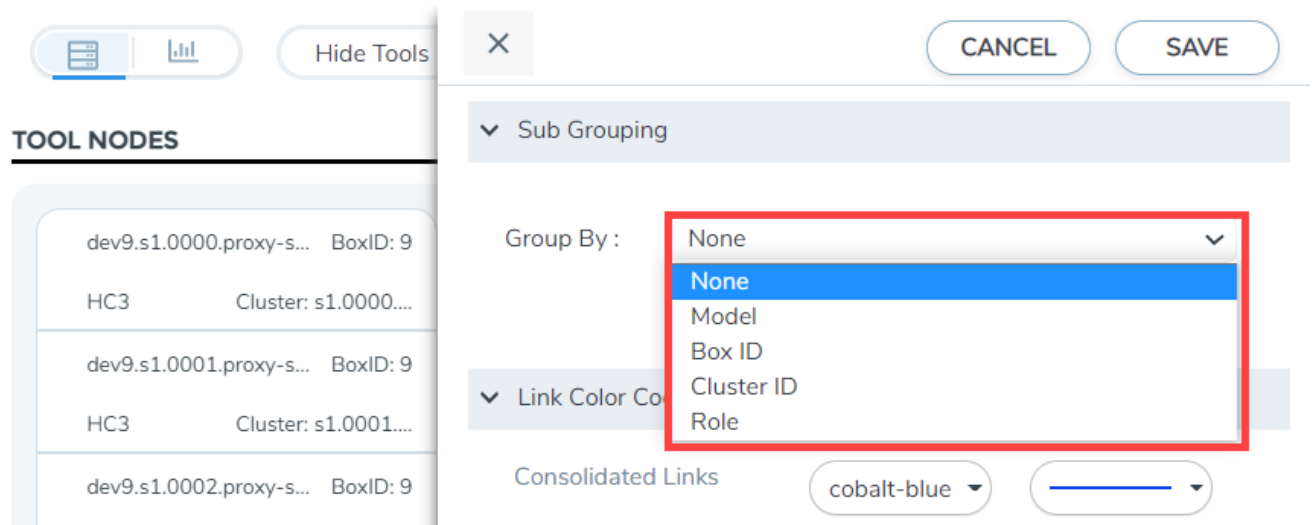 Hide Tools
TOOL NODES
dev9.s1.0000.proxy-s... BoxID: 9
HC3 Cluster: s1.0000....
dev9.s1.0001.proxy-s... BoxID: 9
HC3 Cluster: s1.0001....
dev9.s1.0002.proxy-s... BoxID: 9
CANCEL SAVE
Sub Grouping
Group By : None
None
Model
Box ID
Cluster ID
Role
Link Color Co
Consolidated Links cobalt-blue